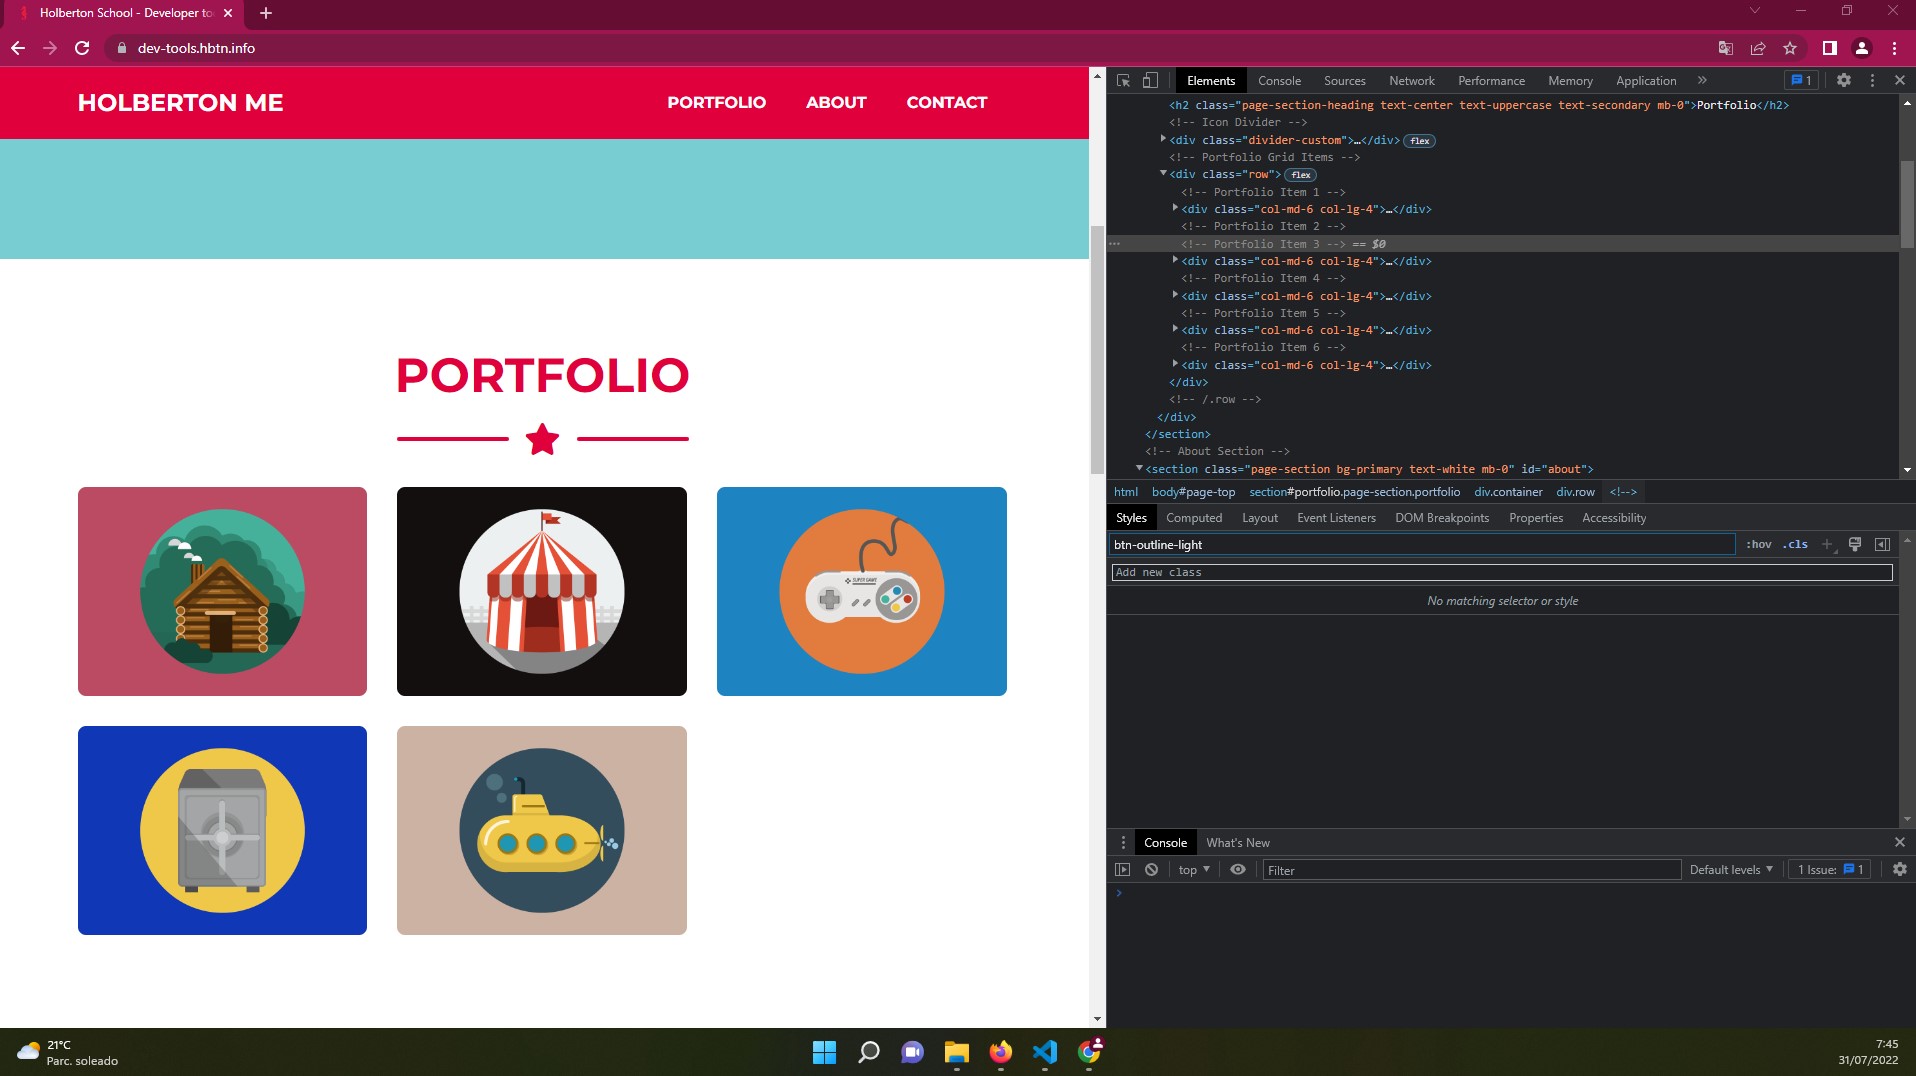 Holberton School - Developer to
dev-tools.hbtn.info
HOLBERTON ME
PORTFOLIO
ABOUT
CONTACT
PORTFOLIO
SUPER GAME
Elements
Console
Sources
Network
Performance
Memory
Application
1
<h2 class="page-section-heading text-center text-uppercase text-secondary mb-0">Portfolio</h2>
<!-- Icon Divider -->
<div class="divider-custom">…</div> flex
<!-- Portfolio Grid Items -->
<div class="row"> flex
<!-- Portfolio Item 1 -->
<div class="col-md-6 col-lg-4">…</div>
<!-- Portfolio Item 2 -->
<!-- Portfolio Item 3 --> == $0
<div class="col-md-6 col-lg-4">…</div>
<!-- Portfolio Item 4 -->
<div class="col-md-6 col-lg-4">…</div>
<!-- Portfolio Item 5 -->
<div class="col-md-6 col-lg-4">…</div>
<!-- Portfolio Item 6 -->
<div class="col-md-6 col-lg-4">…</div>
</div>
<!-- /.row -->
</div>
</section>
<!-- About Section -->
<section class="page-section bg-primary text-white mb-0" id="about">
html body#page-top section#portfolio.page-section.portfolio div.container div.row <!-->
Styles
Computed
Layout
Event Listeners
DOM Breakpoints
Properties
Accessibility
btn-outline-light
:hov .cls
Add new class
No matching selector or style
Console
What's New
top
Filter
Default levels
1 Issue: 1
21°C
Parc. soleado
7:45
31/07/2022